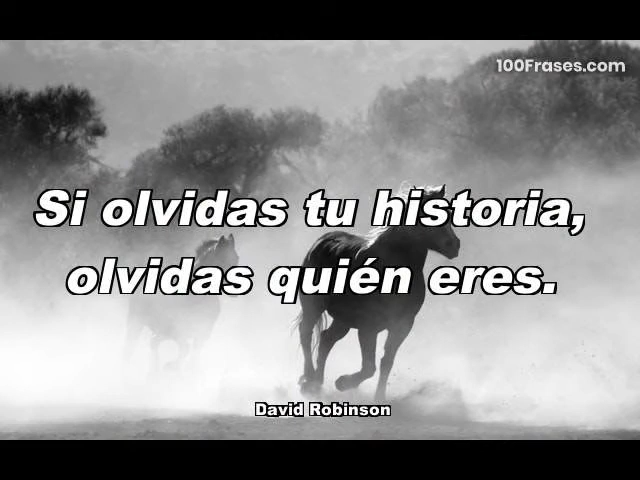 100Frases.com
Si olvidas tu historia,
olvidas quién eres.
David Robinson